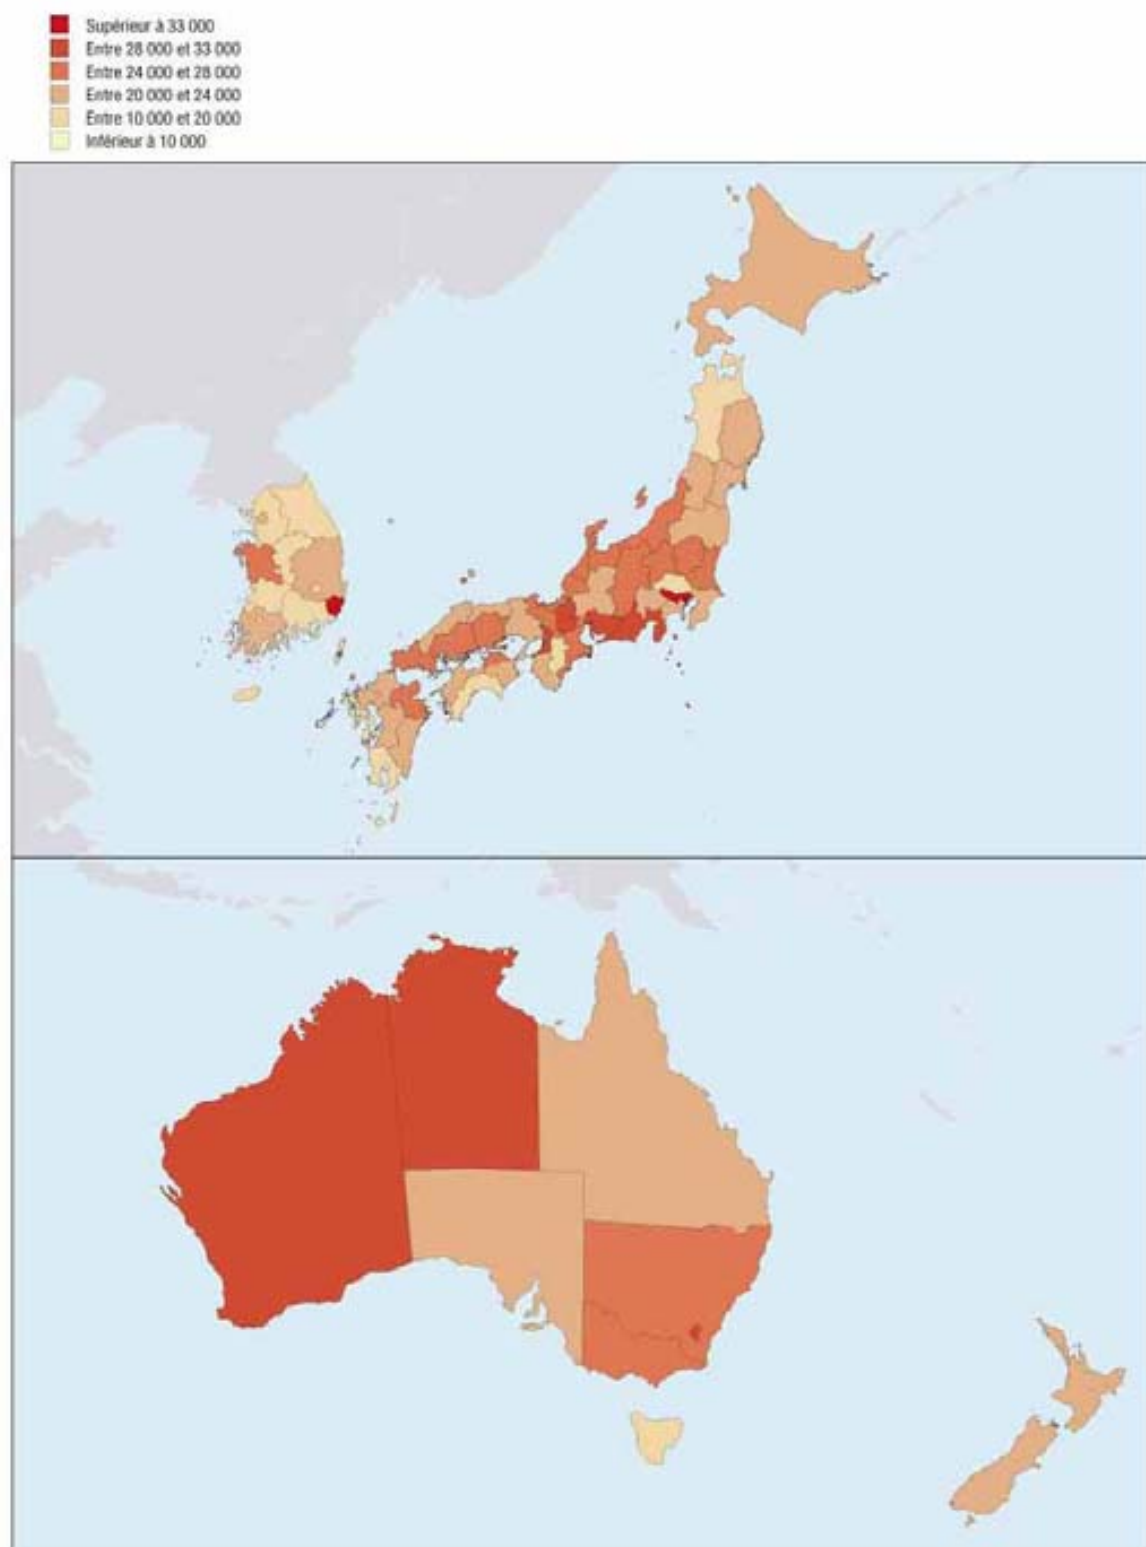 Supérieur à 33 000
Entre 28 000 et 33 000
Entre 24 000 et 28 000
Entre 20 000 et 24 000
Entre 10 000 et 20 000
Inférieur à 10 000